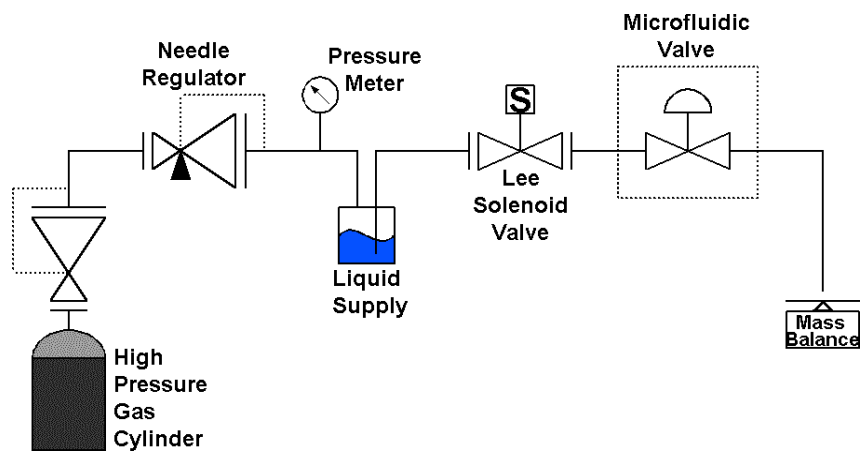 Needle
Regulator
Pressure
Meter
Microfluidic
Valve
S
Lee
Solenoid
Valve
Liquid
Supply
Mass
Balance
High
Pressure
Gas
Cylinder